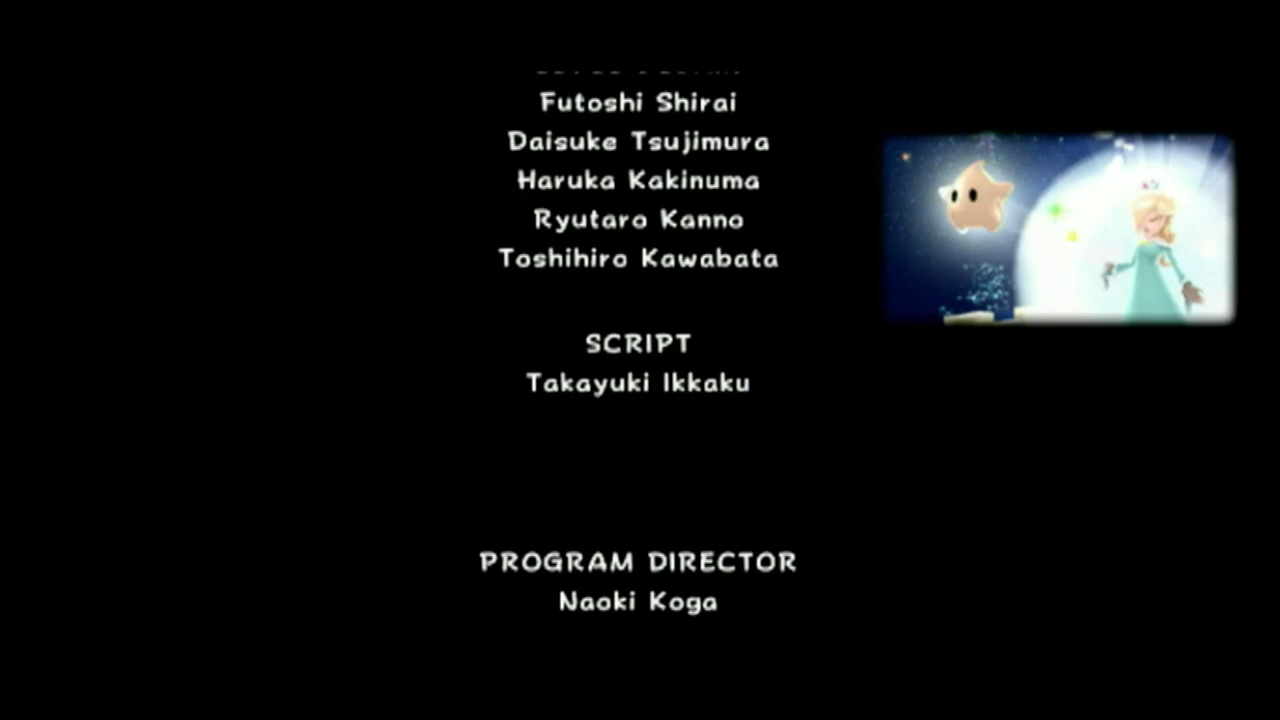 Futoshi Shirai
Daisuke Tsujimura
Haruka Kakinuma
Ryutaro Kanno
Toshihiro Kawabata
SCRIPT
Takayuki Ikkaku
PROGRAM DIRECTOR
Naoki Koga